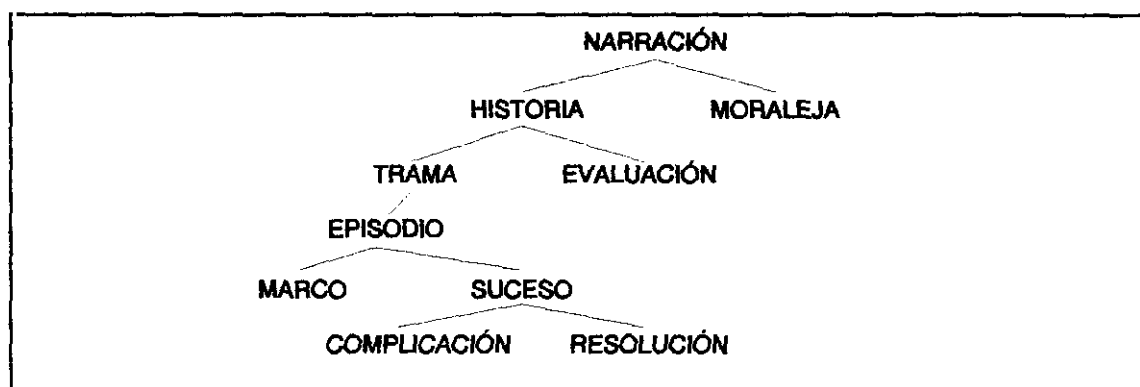 NARRACIÓN
HISTORIA MORALEJA
TRAMA EVALUACIÓN
EPISODIO
MARCO SUCESO
COMPLICACIÓN RESOLUCIÓN